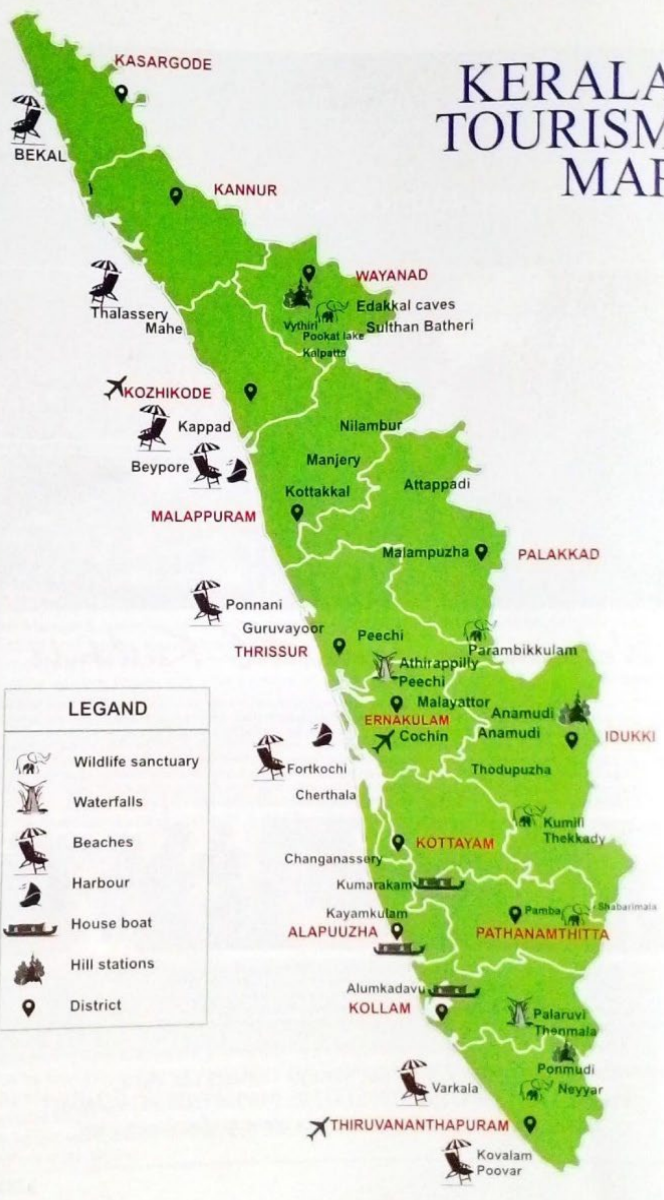 KERALA
TOURISM
MAP
KASARGODE
BEKAL
KANNUR
WAYANAD
Thalassery
Mahe
Edakkal caves
Vythiri
Sulthan Batheri
Pookat lake
Kalpatta
KOZHIKODE
Kappad
Nilambur
Beypore
Manjery
Kottakkal
Attappadi
MALAPPURAM
Malampuzha
PALAKKAD
Ponnani
Guruvayoor
Peechi
THRISSUR
Parambikkulam
Athirappilly
Peechi
Malayattor
Anamudi
ERNAKULAM
Cochin
Anamudi
IDUKKI
Fortkochi
Thodupuzha
Cherthala
Kumili
Thekkady
KOTTAYAM
Changanassery
Kumarakam
Kayamkulam
Pamba
Shabarimala
ALAPUUZHA
PATHANAMTHITTA
Alumkadavu
KOLLAM
Palaruvi
Thenmala
Ponmudi
Varkala
Neyyar
THIRUVANANTHAPURAM
Kovalam
Poovar
LEGAND
Wildlife sanctuary
Waterfalls
Beaches
Harbour
House boat
Hill stations
District